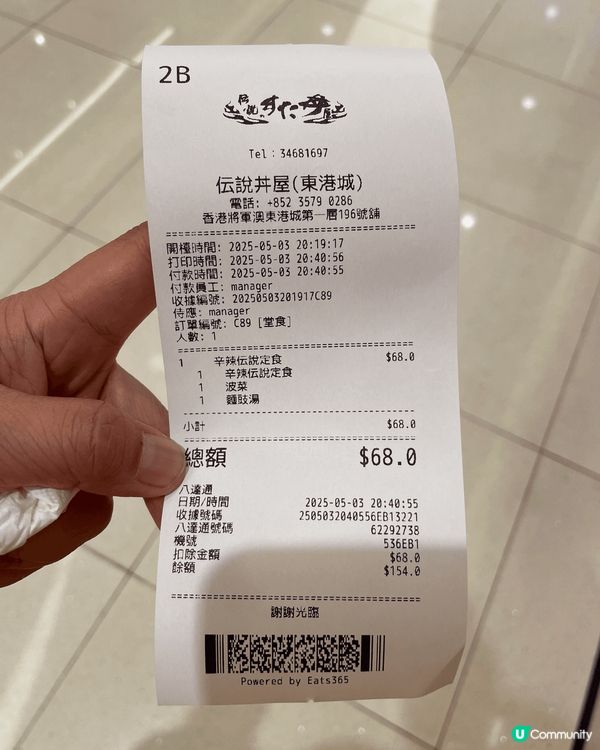 2B
伝説のすた丼屋
Tel：34681697
伝說丼屋(東港城)
電話: +852 3579 0286
香港將軍澳東港城第一層196號舖
開檯時間: 2025-05-03 20:19:17
打印時間: 2025-05-03 20:40:56
付款時間: 2025-05-03 20:40:55
付款員工: manager
收據編號: 20250503201917C89
侍應: manager
訂單編號: C89 [堂食]
人數: 1
1 辛辣伝說定食 $68.0
1 辛辣伝說定食
1 波菜
1 麵豉湯
小計 $68.0
總額 $68.0
八達通
日期/時間 2025-05-03 20:40:55
收據號碼 2505032040556EB13221
八達通號碼 62292738
機號 536EB1
扣除金額 $68.0
餘額 $154.0
謝謝光臨
Powered by Eats365
U Community